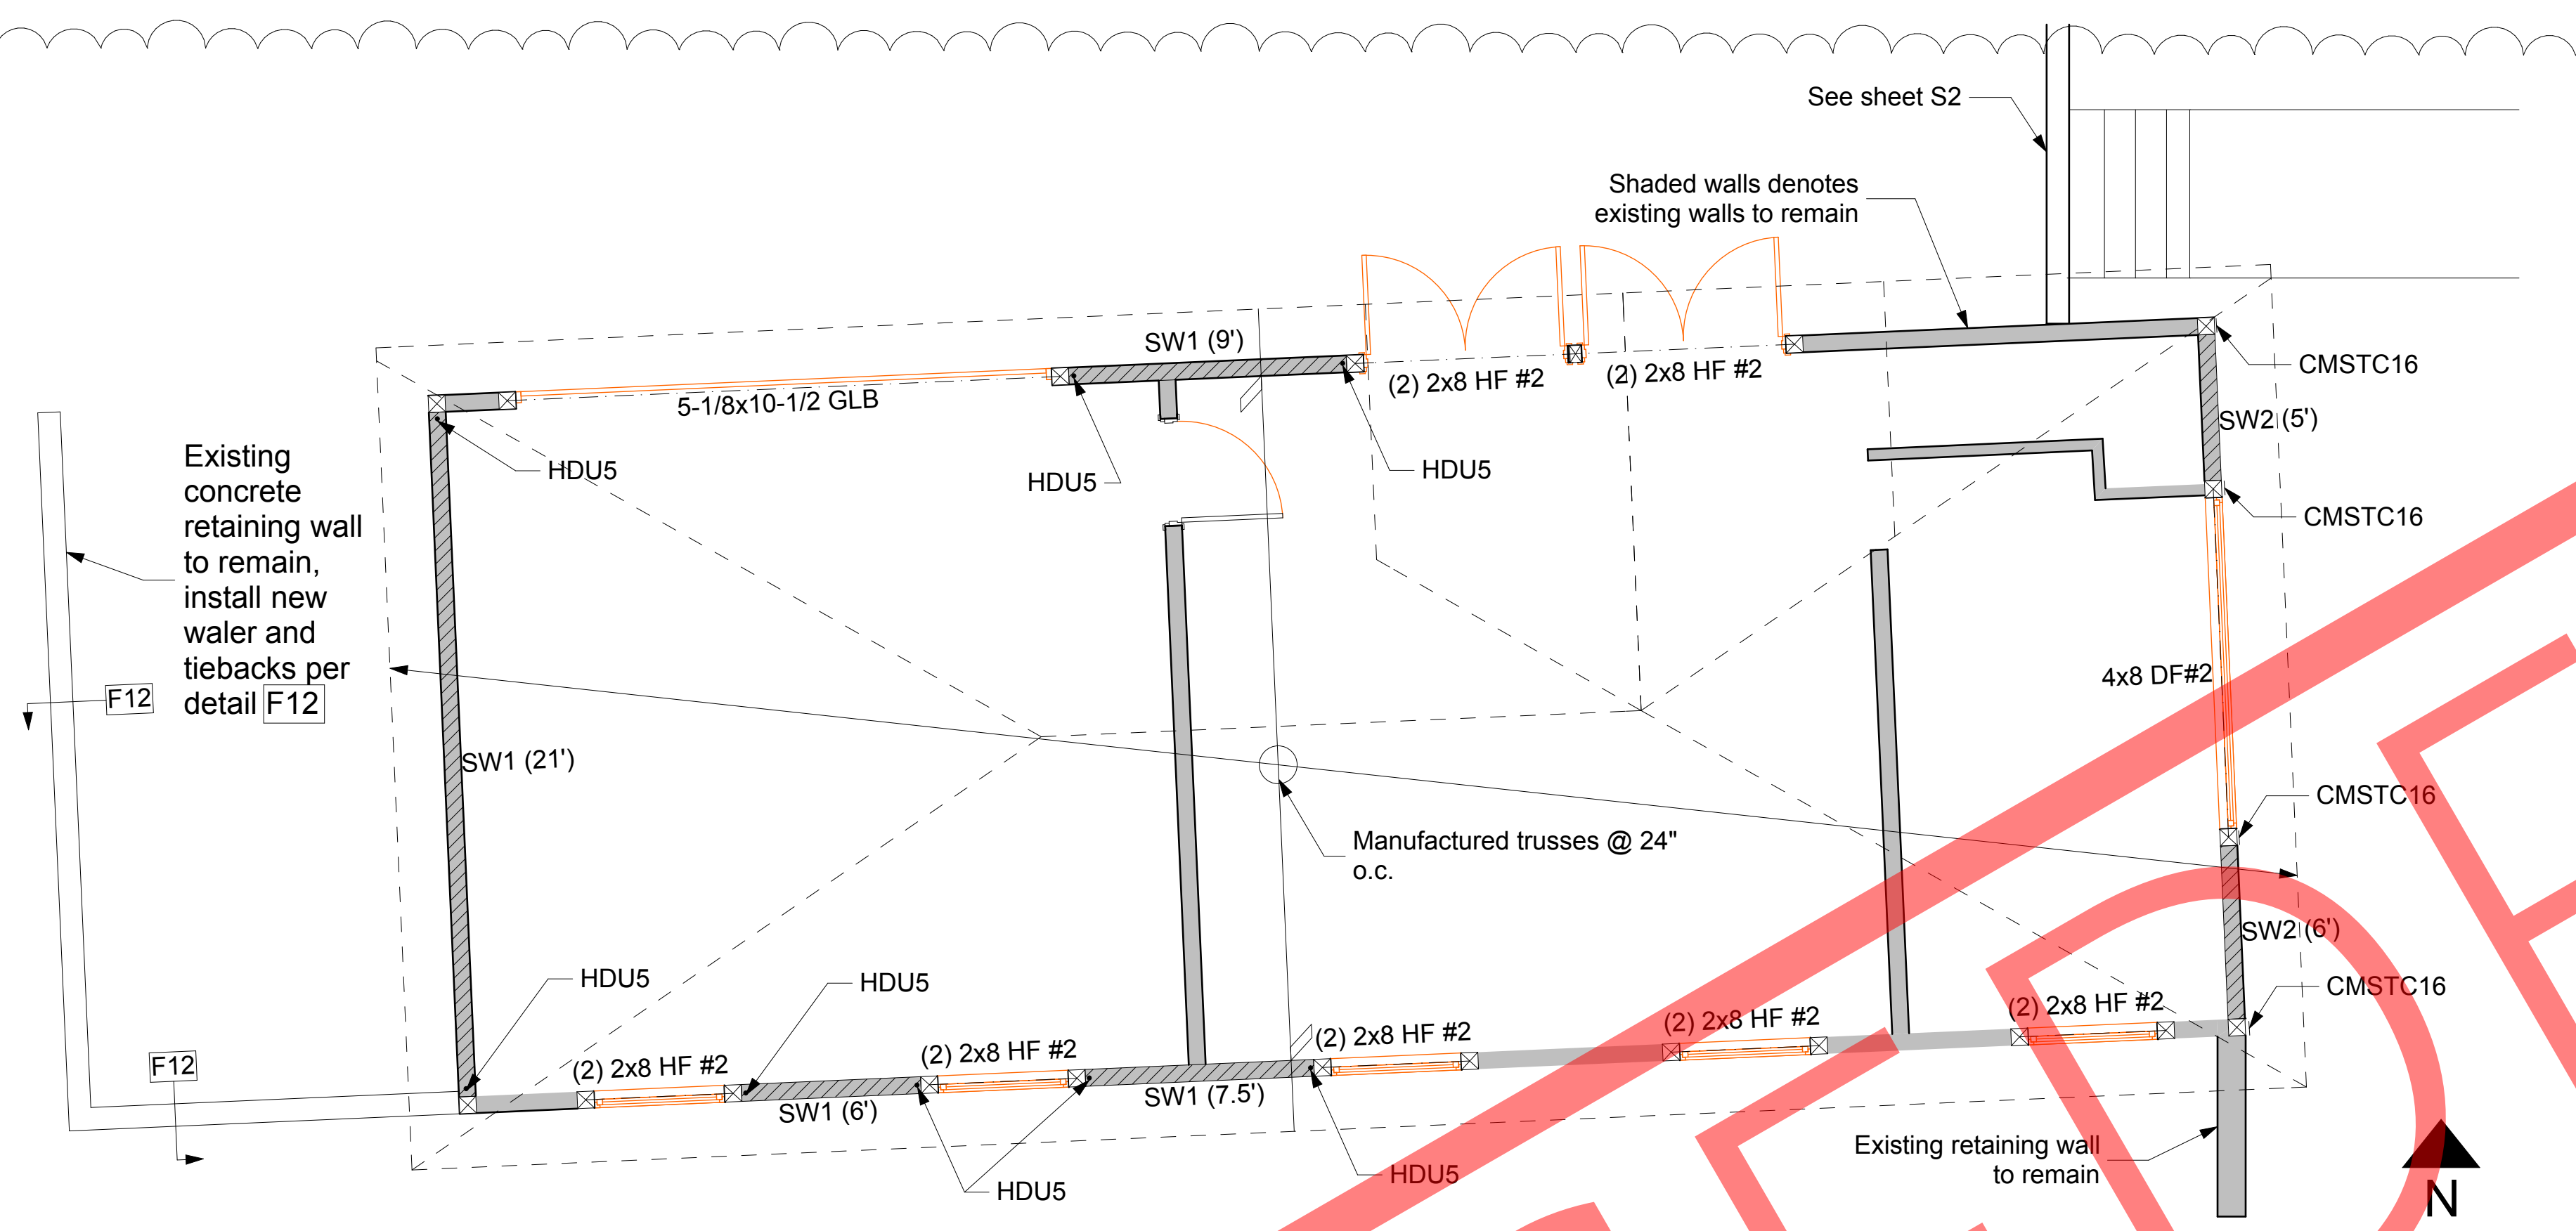 See sheet S2
Shaded walls denotes
existing walls to remain
SW1 (9')
CMSTC16
(2) 2x8 HF #2
(2) 2x8 HF #2
5-1/8x10-1/2 GLB
SW2 (5')
Existing
concrete
retaining wall
to remain,
install new
waler and
tiebacks per
detail F12
HDU5
HDU5
HDU5
CMSTC16
F12
4x8 DF#2
SW1 (21')
CMSTC16
Manufactured trusses @ 24"
o.c.
SW2 (6')
HDU5
HDU5
CMSTC16
(2) 2x8 HF #2
(2) 2x8 HF #2
(2) 2x8 HF #2
(2) 2x8 HF #2
(2) 2x8 HF #2
F12
SW1 (6')
SW1 (7.5')
HDU5
HDU5
Existing retaining wall
to remain
N